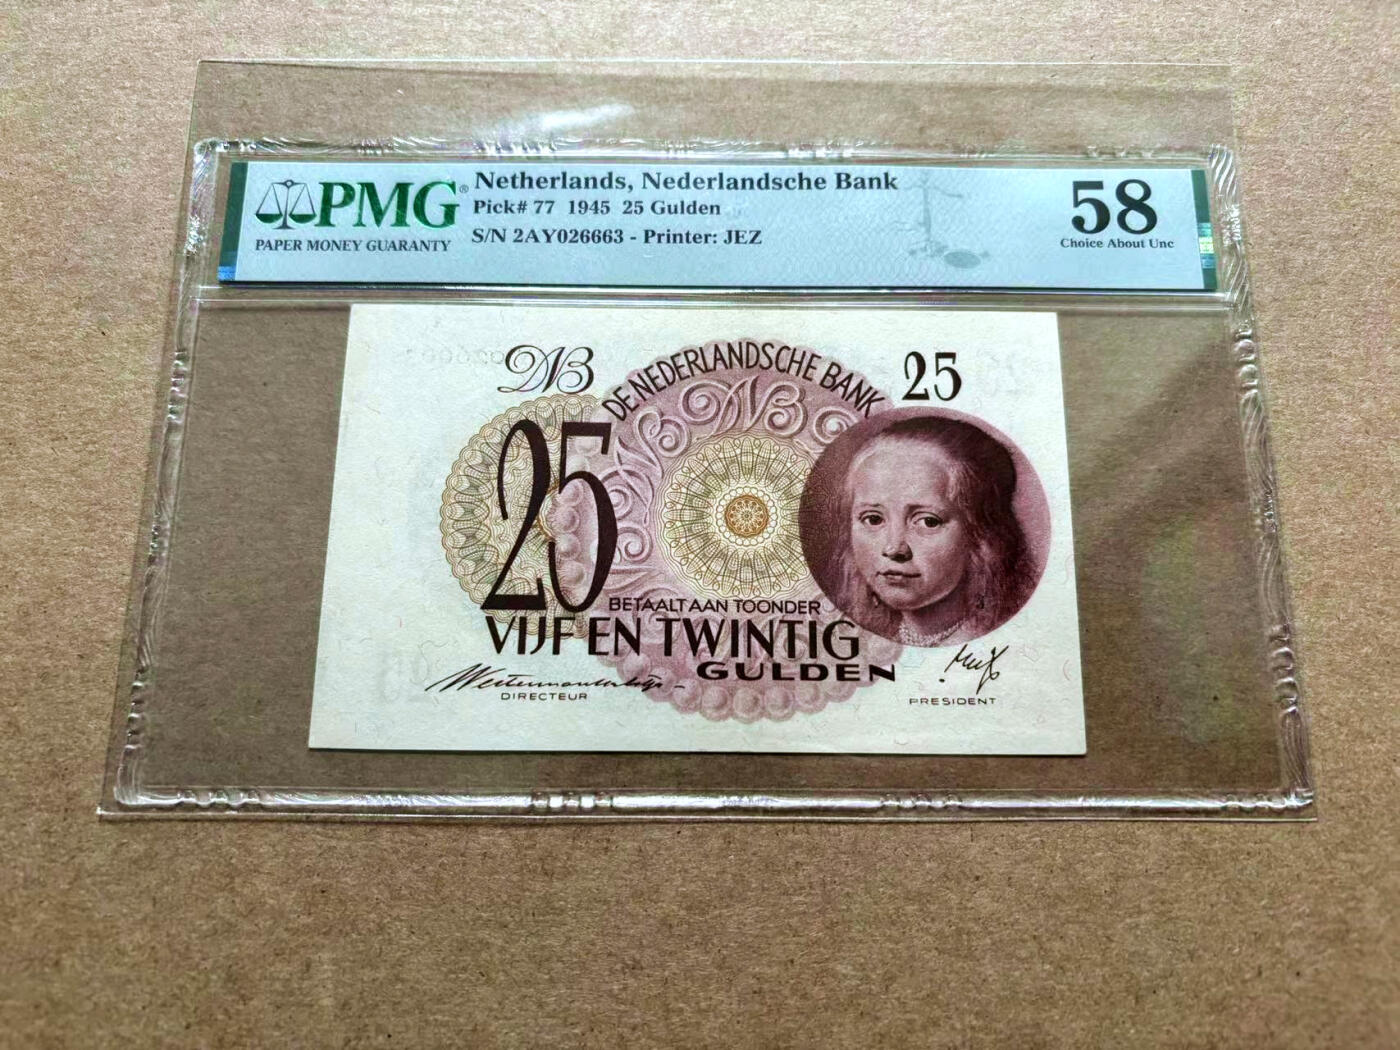 PMG®
PAPER MONEY GUARANTY
Netherlands, Nederlandsche Bank
Pick# 77 1945 25 Gulden
S/N 2AY026663 - Printer: JEZ
58
Choice About Unc
DNB
DE NEDERLANDSCHE BANK
25
DNB
25
BETAALT AAN TOONDER
VIJF EN TWINTIG
GULDEN
DIRECTEUR
PRESIDENT